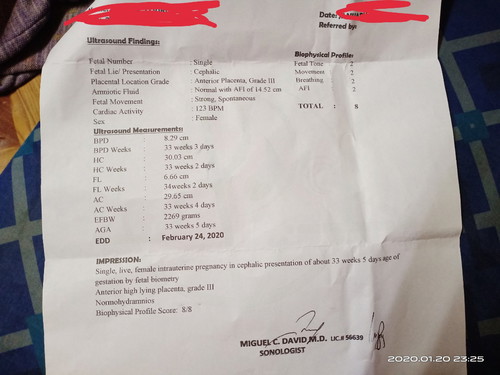 Date:
Referred by:
Ultrasound Findings:
Fetal Number : Single
Fetal Lie/ Presentation : Cephalic
Placental Location Grade : Anterior Placenta, Grade III
Amniotic Fluid : Normal with AFI of 14.52 cm
Fetal Movement : Strong, Spontaneous
Cardiac Activity : 123 BPM
Sex : Female
Biophysical Profile:
Fetal Tone 2
Movement 2
Breathing 2
AFI 2
TOTAL : 8
Ultrasound Measurements:
BPD : 8.29 cm
BPD Weeks : 33 weeks 3 days
HC : 30.03 cm
HC Weeks : 33 weeks 2 days
FL : 6.66 cm
FL Weeks : 34weeks 2 days
AC : 29.65 cm
AC Weeks : 33 weeks 4 days
EFBW : 2269 grams
AGA : 33 weeks 5 days
EDD : February 24, 2020
IMPRESSION:
Single, live, female intrauterine pregnancy in cephalic presentation of about 33 weeks 5 days age of
gestation by fetal biometry
Anterior high lying placenta, grade III
Normohydramnios
Biophysical Profile Score: 8/8
MIGUEL C. DAVID, M.D. LIC.# 56639
SONOLOGIST
2020.01.20 23:25